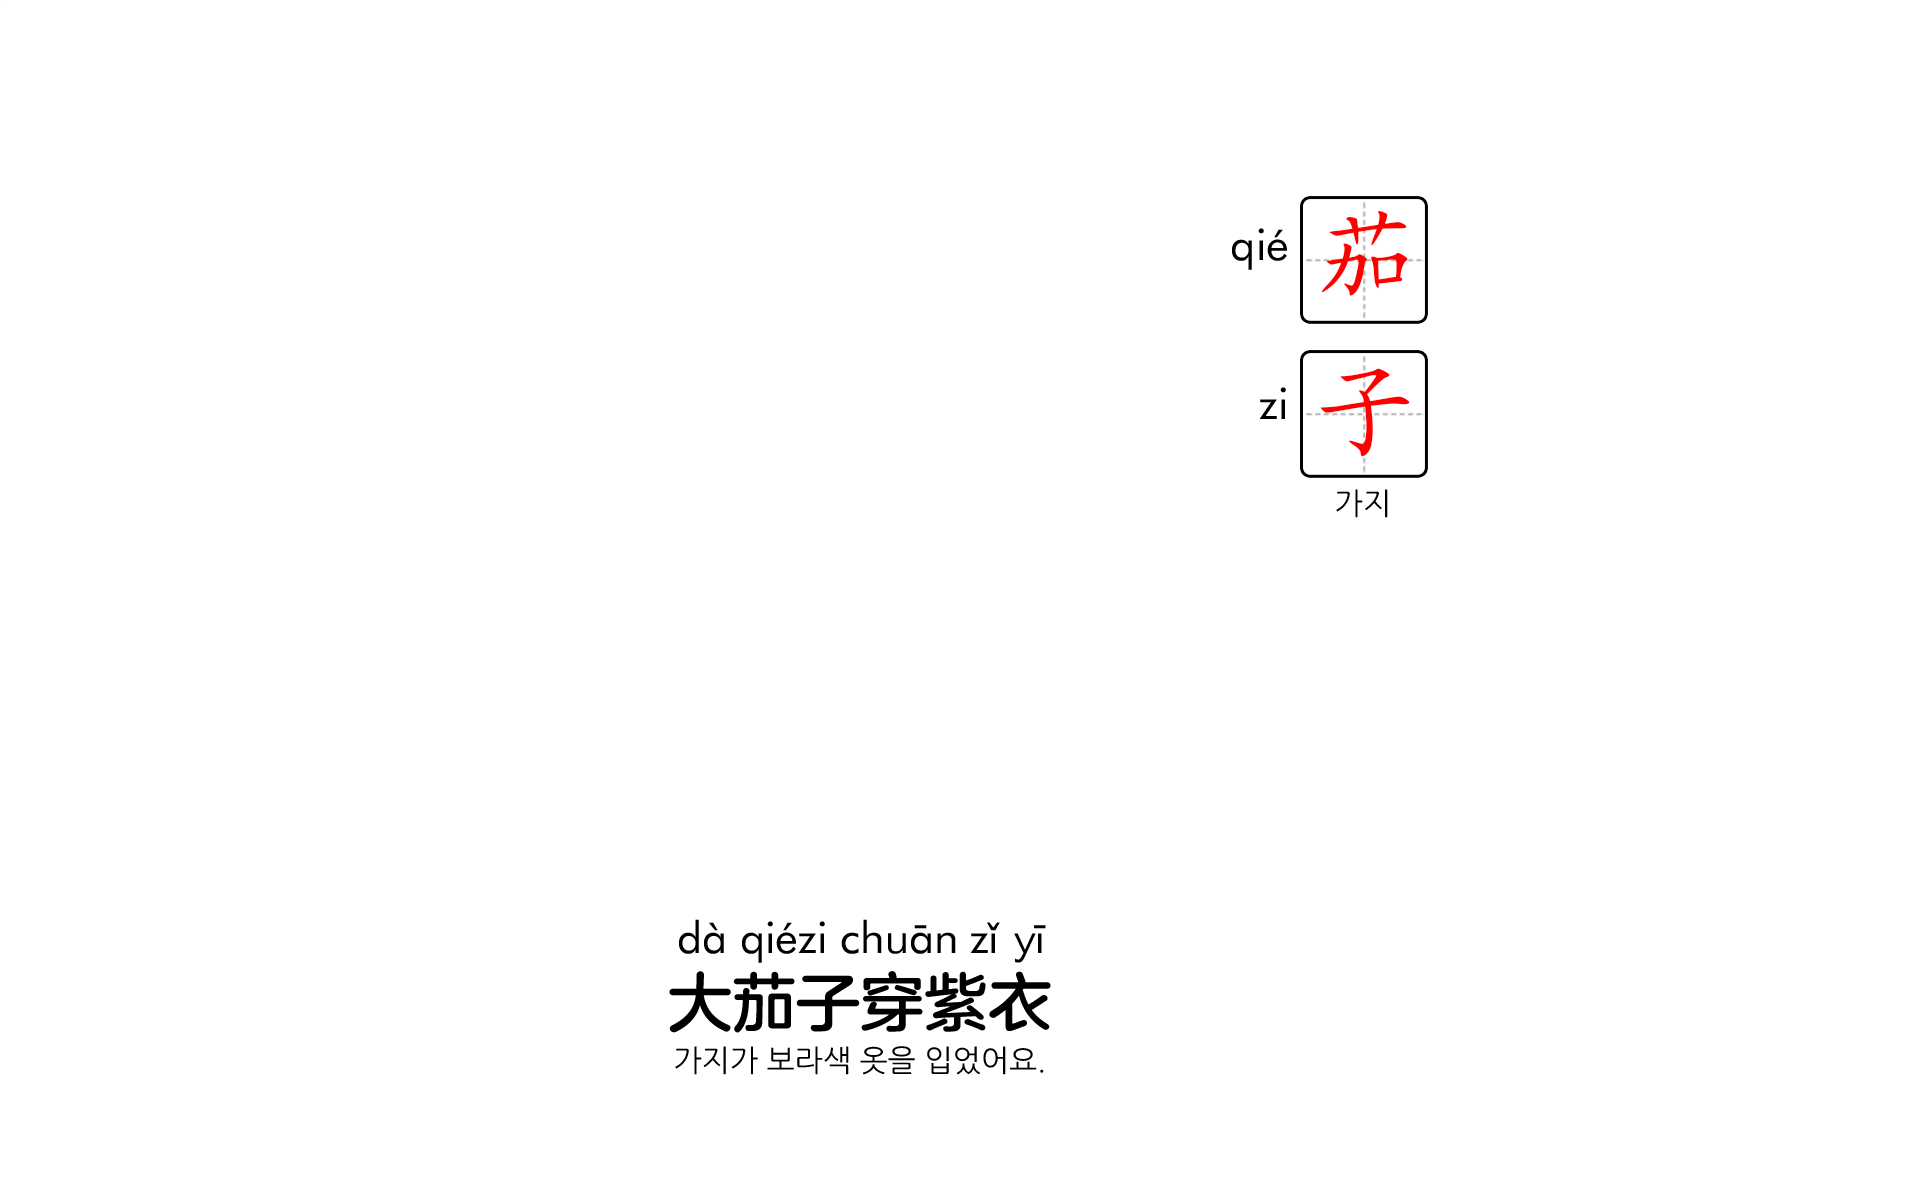 qié
茄
zi
子
가지
dà qiézi chuān zǐ yī
大茄子穿紫衣
가지가 보라색 옷을 입었어요.